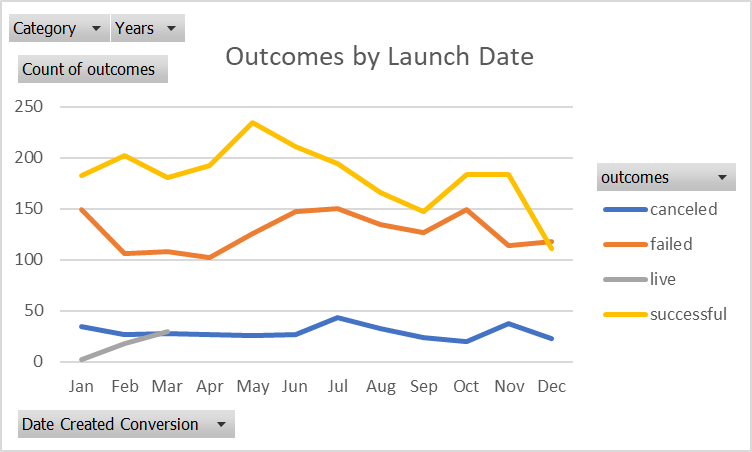 Category Years
Outcomes by Launch Date
Count of outcomes
250
200
150
100
50
0
Jan Feb Mar Apr May Jun Jul Aug Sep Oct Nov Dec
outcomes
canceled
failed
live
successful
Date Created Conversion